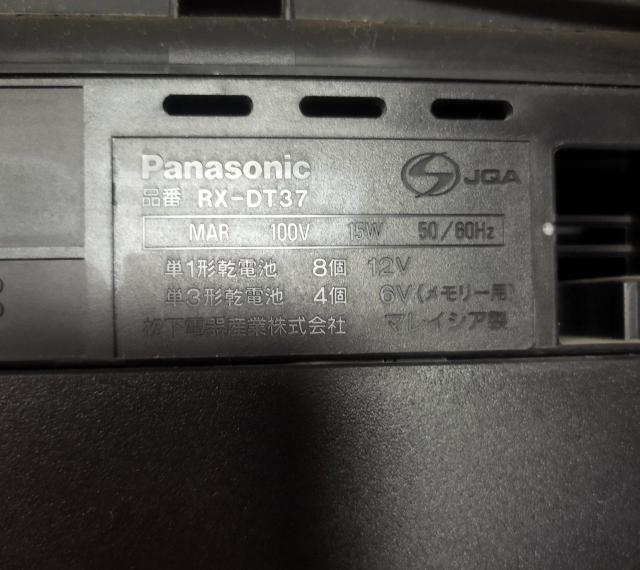 Panasonic JQA
品番 RX-DT37
MAR 100V 15W 50/60Hz
単1形乾電池 8個 12V
単3形乾電池 4個 6V(メモリー用)
松下電器産業株式会社 マレイシア製